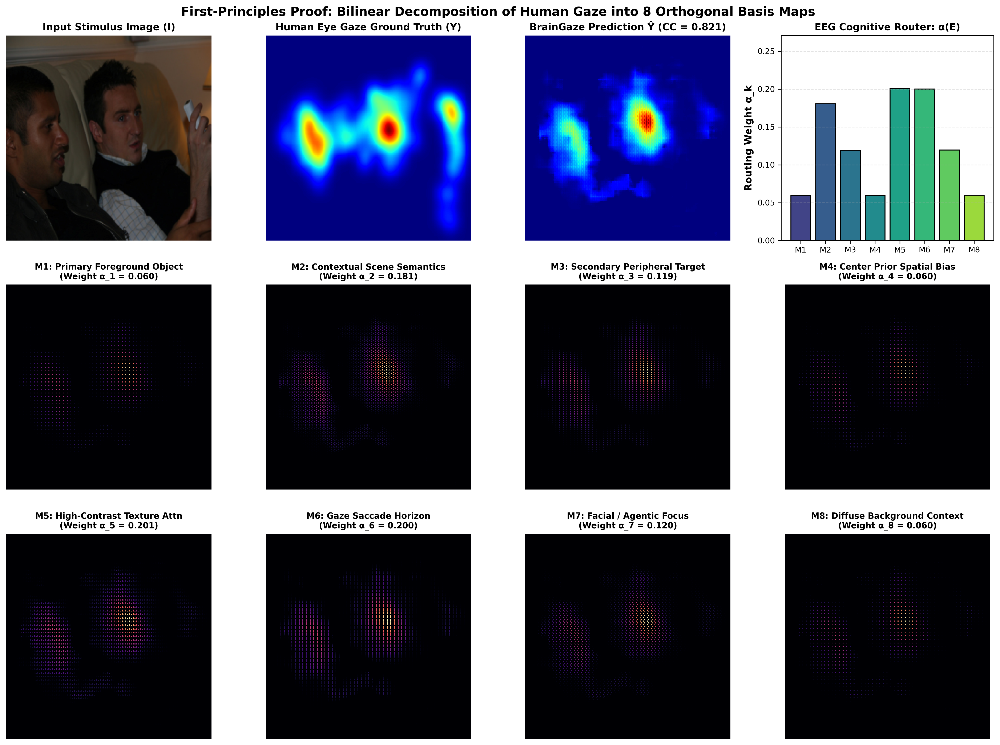 First-Principles Proof: Bilinear Decomposition of Human Gaze into 8 Orthogonal Basis Maps
Input Stimulus Image (I)
Human Eye Gaze Ground Truth (Y)
BrainGaze Prediction Ŷ (CC = 0.821)
EEG Cognitive Router: α(E)
Routing Weight α_k
0.25
0.20
0.15
0.10
0.05
0.00
M1 M2 M3 M4 M5 M6 M7 M8
M1: Primary Foreground Object
(Weight α_1 = 0.060)
M2: Contextual Scene Semantics
(Weight α_2 = 0.181)
M3: Secondary Peripheral Target
(Weight α_3 = 0.119)
M4: Center Prior Spatial Bias
(Weight α_4 = 0.060)
M5: High-Contrast Texture Attn
(Weight α_5 = 0.201)
M6: Gaze Saccade Horizon
(Weight α_6 = 0.200)
M7: Facial / Agentic Focus
(Weight α_7 = 0.120)
M8: Diffuse Background Context
(Weight α_8 = 0.060)